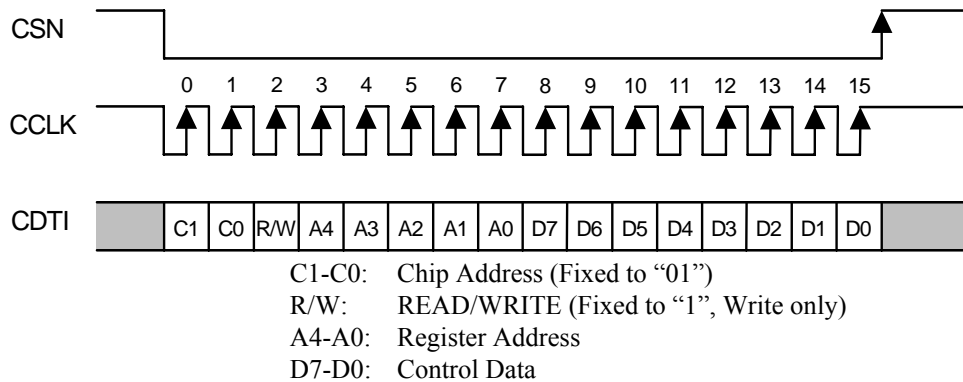 CSN
0 1 2 3 4 5 6 7 8 9 10 11 12 13 14 15
CCLK
CDTI
C1 C0 R/W A4 A3 A2 A1 A0 D7 D6 D5 D4 D3 D2 D1 D0
C1-C0: Chip Address (Fixed to “01”)
R/W: READ/WRITE (Fixed to “1”, Write only)
A4-A0: Register Address
D7-D0: Control Data